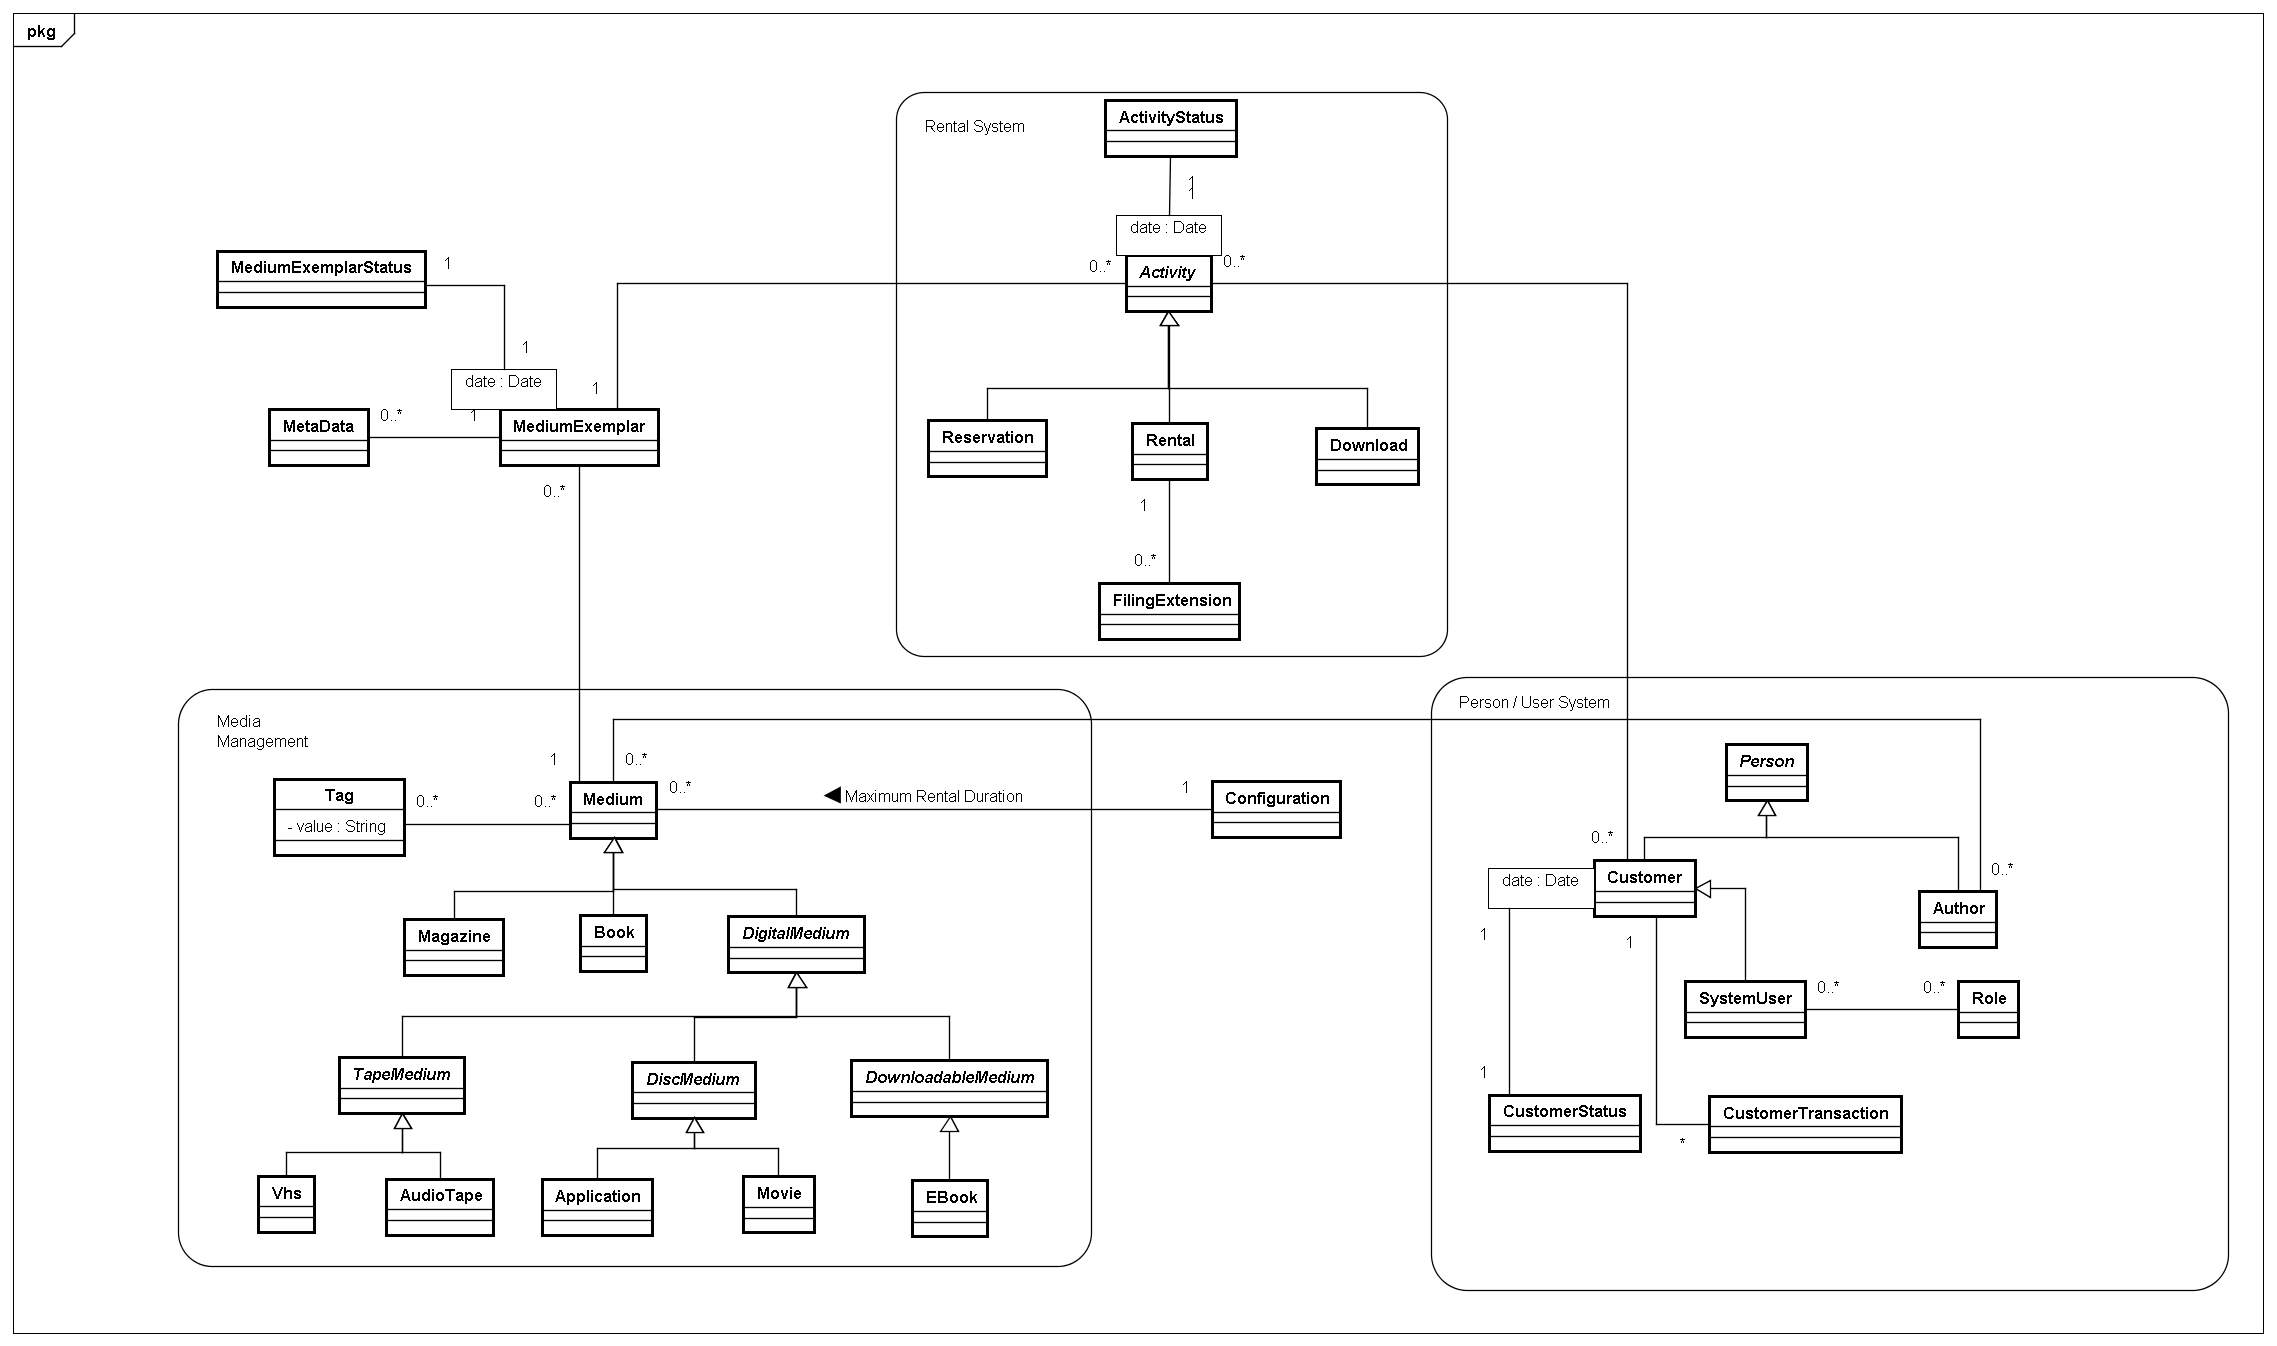 pkg
Rental System
ActivityStatus
1
1
date : Date
0..*
0..*
Activity
MediumExemplarStatus
1
1
date : Date
1
MetaData
0..*
1
MediumExemplar
0..*
Reservation
Rental
Download
1
0..*
FilingExtension
Media
Management
1
0..*
Tag
- value : String
0..*
0..*
Medium
0..*
Maximum Rental Duration
1
Configuration
Magazine
Book
DigitalMedium
TapeMedium
DiscMedium
DownloadableMedium
Vhs
AudioTape
Application
Movie
EBook
Person / User System
Person
0..*
date : Date
Customer
0..*
Author
1
1
SystemUser
0..*
0..*
Role
1
CustomerStatus
*
CustomerTransaction